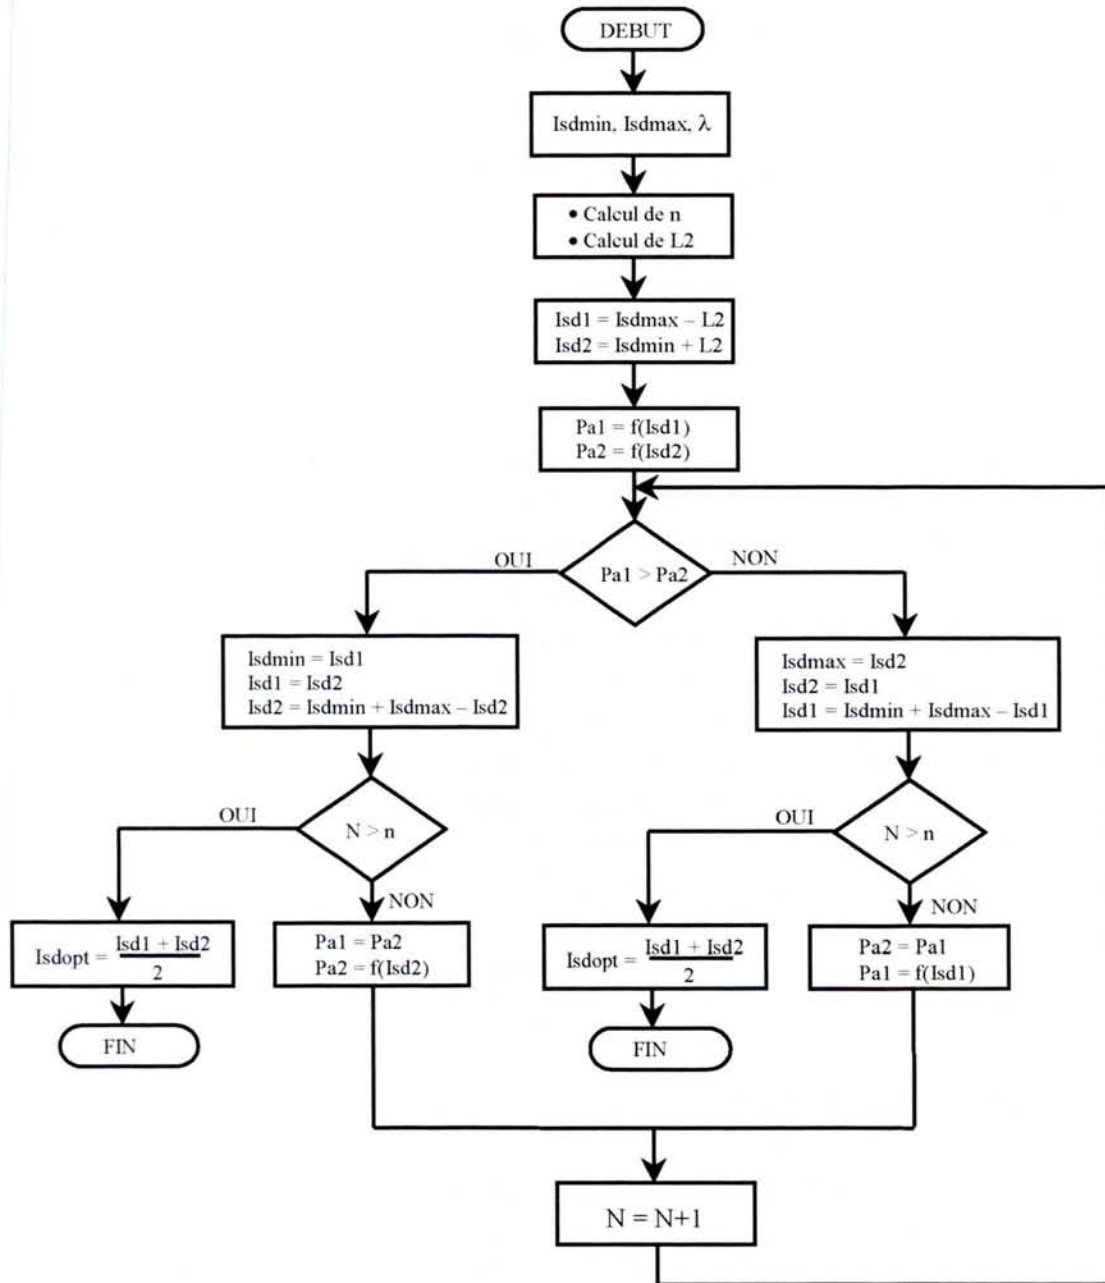 DEBUT
Isdmin, Isdmax, λ
• Calcul de n
• Calcul de L2
Isd1 = Isdmax – L2
Isd2 = Isdmin + L2
Pa1 = f(Isd1)
Pa2 = f(Isd2)
OUI
Pa1 > Pa2
NON
Isdmin = Isd1
Isd1 = Isd2
Isd2 = Isdmin + Isdmax – Isd2
Isdmax = Isd2
Isd2 = Isd1
Isd1 = Isdmin + Isdmax – Isd1
OUI
N > n
NON
OUI
N > n
NON
Isdopt = Isd1 + Isd2
2
Pa1 = Pa2
Pa2 = f(Isd2)
Isdopt = Isd1 + Isd2
2
Pa2 = Pa1
Pa1 = f(Isd1)
FIN
FIN
N = N+1